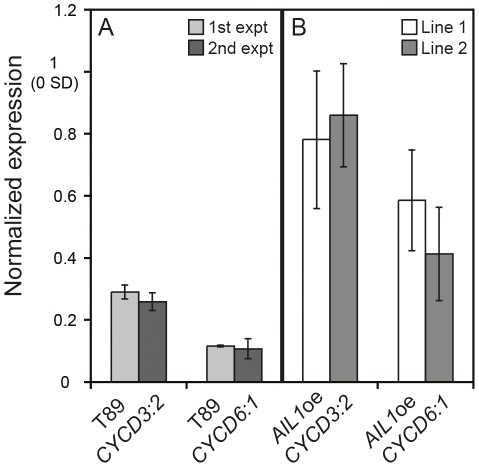 Normalized expression
1.2
1
(0 SD)
0.8
0.6
0.4
0.2
0
A
1st expt
2nd expt
B
Line 1
Line 2
T89
CYCD3:2
T89
CYCD6:1
AIL1oe
CYCD3:2
AIL1oe
CYCD6:1